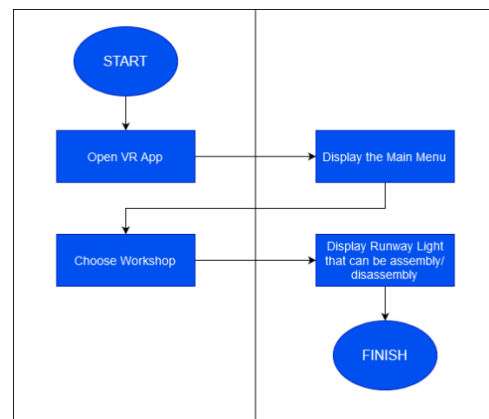 START
Open VR App
Display the Main Menu
Choose Workshop
Display Runway Light
that can be assembly/
disassembly
FINISH